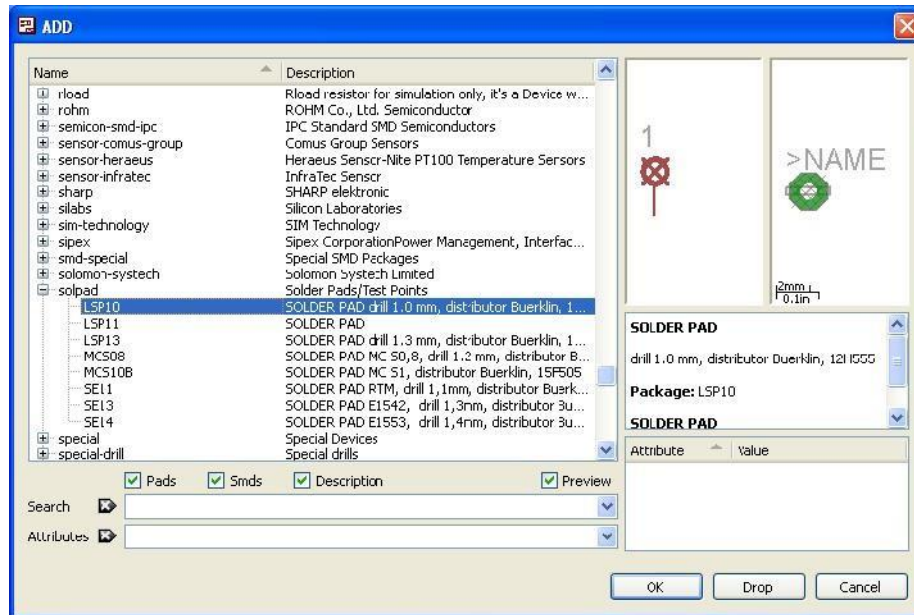 ADD
Name Description
rload Rload resistor for simulation only, it's a Device w...
rohm ROHM Co., Ltd. Semiconductor
semicon-smd-ipc IPC Standard SMD Semiconductors
sensor-comus-group Comus Group Sensors
sensor-heraeus Heraeus Senscr-Nite PT100 Temperature Sensors
sensor-infratec InfraTec Senscr
sharp SHARP elektronic
silabs Silicon Laboratories
sim-technology SIM Technology
sipex Sipex CorporationPower Management, Interfac...
smd-special Special SMD Packages
solomon-systech Solomon Systech Limited
solpad Solder Pads/Test Points
LSP10 SOLDER PAD drill 1.0 mm, distributor Buerklin, 1...
LSP11 SOLDER PAD
LSP13 SOLDER PAD drill 1.3 mm, distributor Buerklin, 1...
MCS08 SOLDER PAD MC S0,8, drill 1.2 mm, distributor B...
MCS10B SOLDER PAD MC S1, distributor Buerklin, 15F505
SE11 SOLDER PAD RTM, drill 1,1mm, distributor Buerk...
SE13 SOLDER PAD E1542, drill 1,3mm, distributor Bu...
SE14 SOLDER PAD E1553, drill 1,4mm, distributor Bu...
special Special Devices
special-drill Special drills
Pads Smds Description Preview
Search
Attributes
1
>NAME
2mm
0.1in
SOLDER PAD
drill 1.0 mm, distributor Buerklin, 12H555
Package: LSP10
SOLDER PAD
Attribute Value
OK Drop Cancel